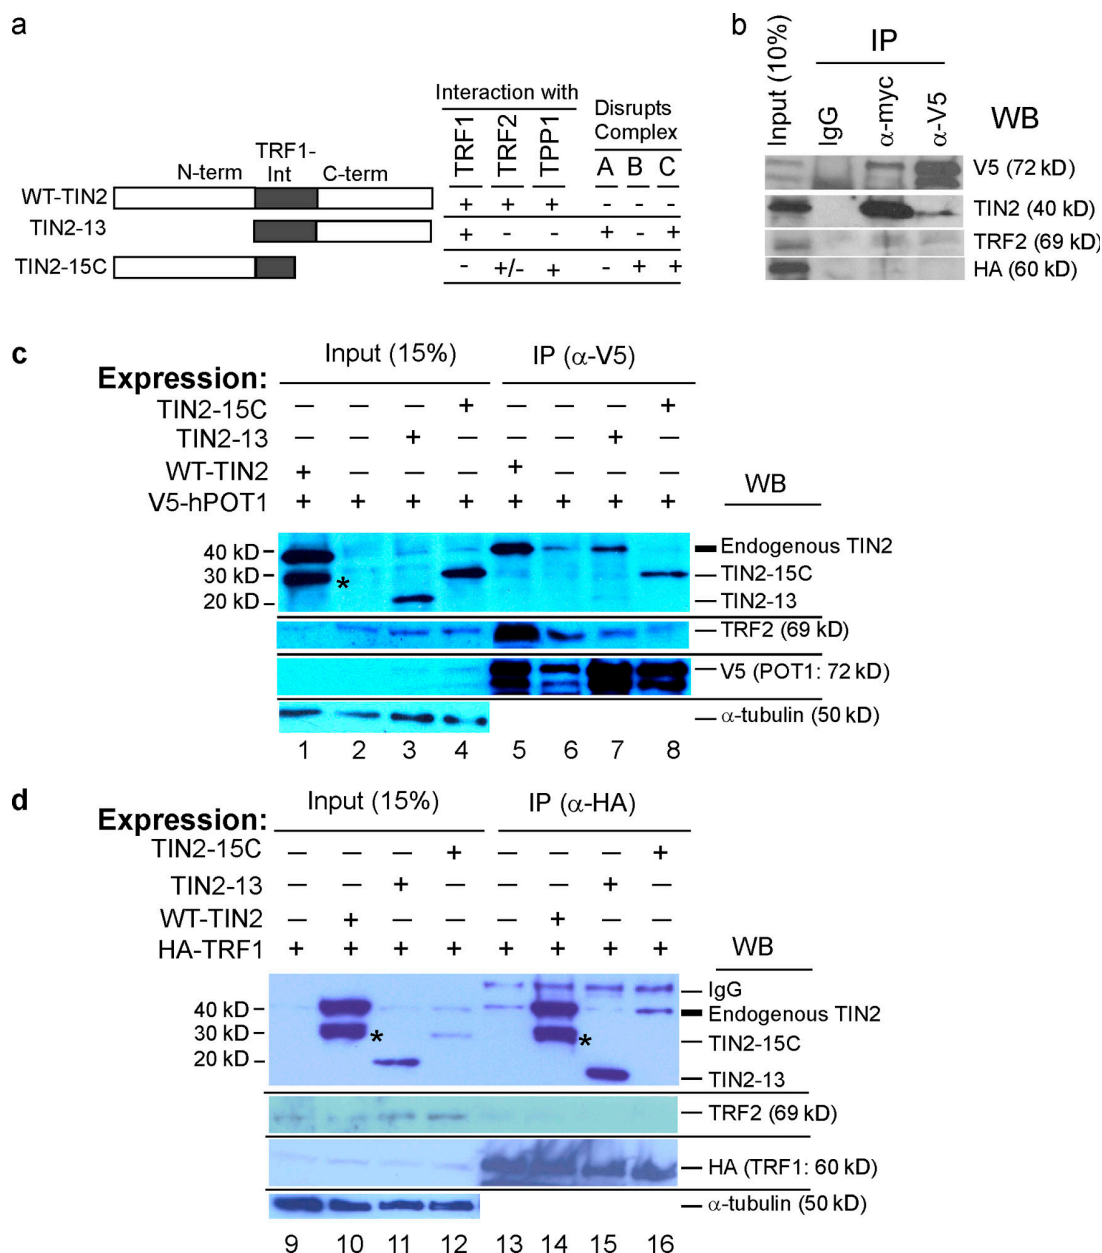 a
N-term
TRF1-
Int
C-term
WT-TIN2
TIN2-13
TIN2-15C
Interaction with
TRF1
TRF2
TPP1
Disrupts
Complex
A B C
+ + + - - -
+ - - + - +
- +/- + - + +
b
Input (10%)
IP
IgG
α-myc
α-V5
WB
V5 (72 kD)
TIN2 (40 kD)
TRF2 (69 kD)
HA (60 kD)
c
Input (15%) IP (α-V5)
Expression:
TIN2-15C – – – + – – – +
TIN2-13 – – + – – – + –
WT-TIN2 + – – – + – – –
V5-hPOT1 + + + + + + + +
WB
40 kD
30 kD
20 kD
*
Endogenous TIN2
TIN2-15C
TIN2-13
TRF2 (69 kD)
V5 (POT1: 72 kD)
α-tubulin (50 kD)
1 2 3 4 5 6 7 8
d
Input (15%) IP (α-HA)
Expression:
TIN2-15C – – – + – – – +
TIN2-13 – – + – – – + –
WT-TIN2 – + – – – + – –
HA-TRF1 + + + + + + + +
WB
40 kD
30 kD
20 kD
* *
IgG
Endogenous TIN2
TIN2-15C
TIN2-13
TRF2 (69 kD)
HA (TRF1: 60 kD)
α-tubulin (50 kD)
9 10 11 12 13 14 15 16